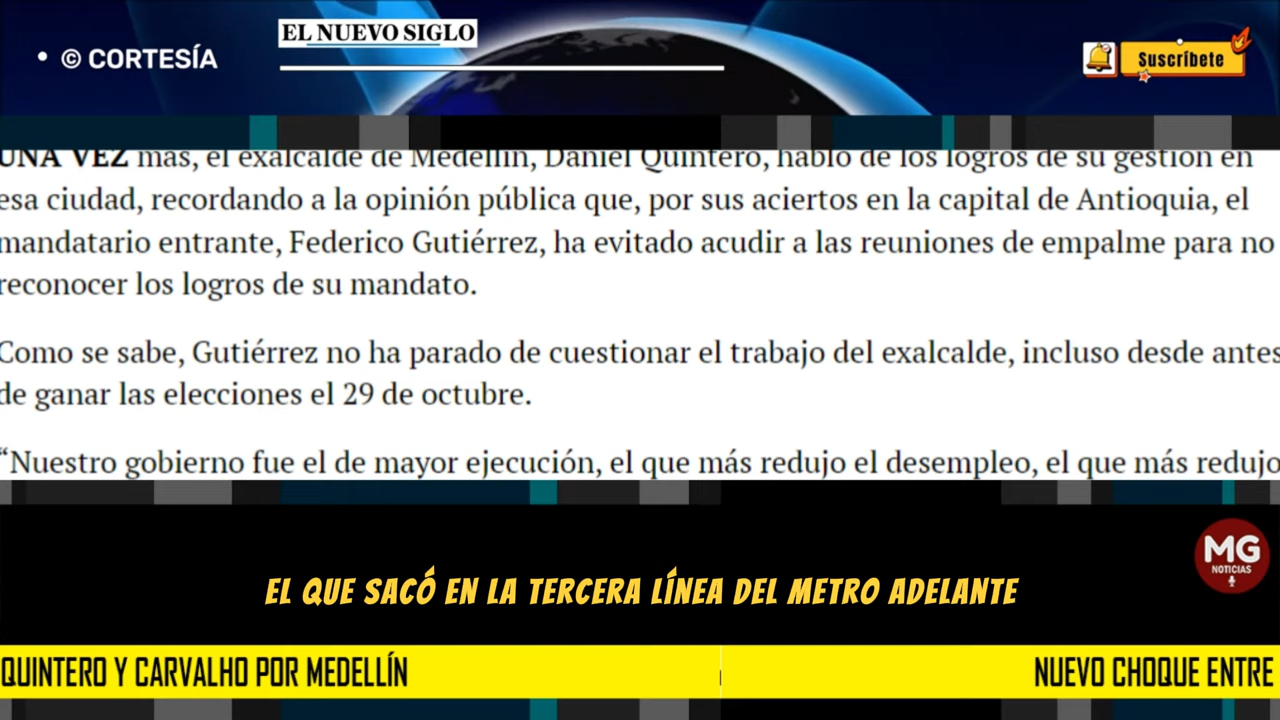 • © CORTESÍA
EL NUEVO SIGLO
Suscríbete
UNA VEZ más, el exalcalde de Medellín, Daniel Quintero, habló de los logros de su gestión en
esa ciudad, recordando a la opinión pública que, por sus aciertos en la capital de Antioquia, el
mandatario entrante, Federico Gutiérrez, ha evitado acudir a las reuniones de empalme para no
reconocer los logros de su mandato.
Como se sabe, Gutiérrez no ha parado de cuestionar el trabajo del exalcalde, incluso desde antes
de ganar las elecciones el 29 de octubre.
“Nuestro gobierno fue el de mayor ejecución, el que más redujo el desempleo, el que más redujo
MG
NOTICIAS
EL QUE SACÓ EN LA TERCERA LÍNEA DEL METRO ADELANTE
QUINTERO Y CARVALHO POR MEDELLÍN
NUEVO CHOQUE ENTRE